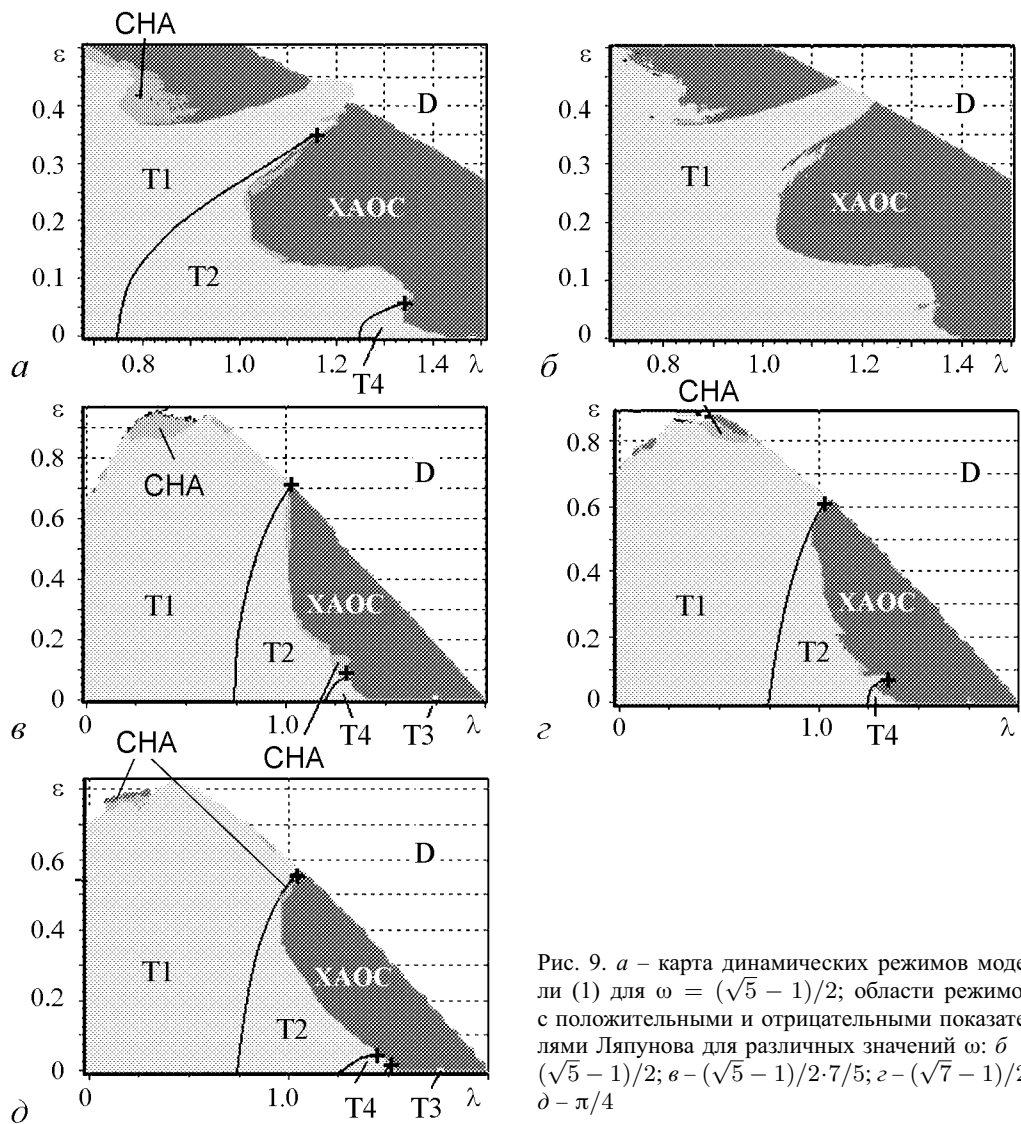 СНА
ε
0.4
0.3
0.2
0.1
0
T1
T2
D
ХАОС
0.8 1.0 1.2 1.4 λ
T4
а
ε
0.4
0.3
0.2
0.1
0
T1
D
ХАОС
0.8 1.0 1.2 1.4 λ
б
ε
0.8
0.6
0.4
0.2
0
СНА
D
T1
T2
ХАОС
0 1.0 T4 T3 λ
СНА
в
СНА
ε
0.8
0.6
0.4
0.2
0
D
T1
T2
ХАОС
0 1.0 T4 λ
г
СНА
ε
0.6
0.4
0.2
0
D
T1
T2
ХАОС
0 1.0 T4 T3 λ
д
Рис. 9. а – карта динамических режимов моде-
ли (1) для ω = (√5 − 1)/2; области режимо
с положительными и отрицательными показате-
лями Ляпунова для различных значений ω: б
(√5 − 1)/2; в – (√5 − 1)/2·7/5; г – (√7 − 1)/2
д – π/4